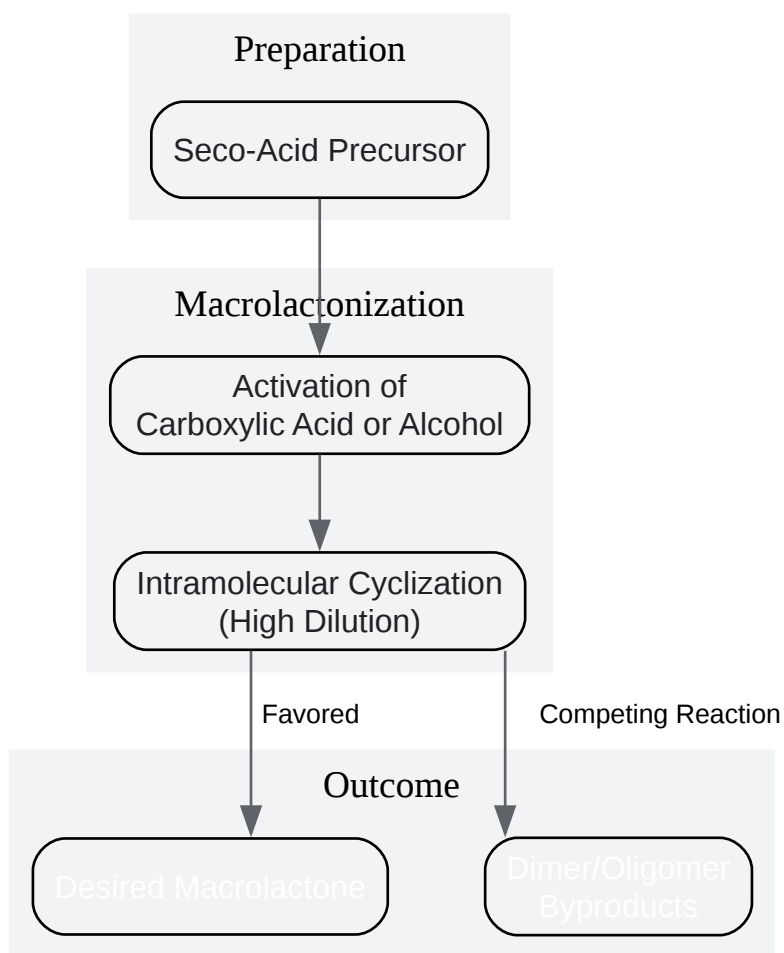 Preparation
Seco-Acid Precursor
Macrolactonization
Activation of
Carboxylic Acid or Alcohol
Intramolecular Cyclization
(High Dilution)
Favored
Competing Reaction
Outcome
Desired Macrolactone
Dimer/Oligomer
Byproducts